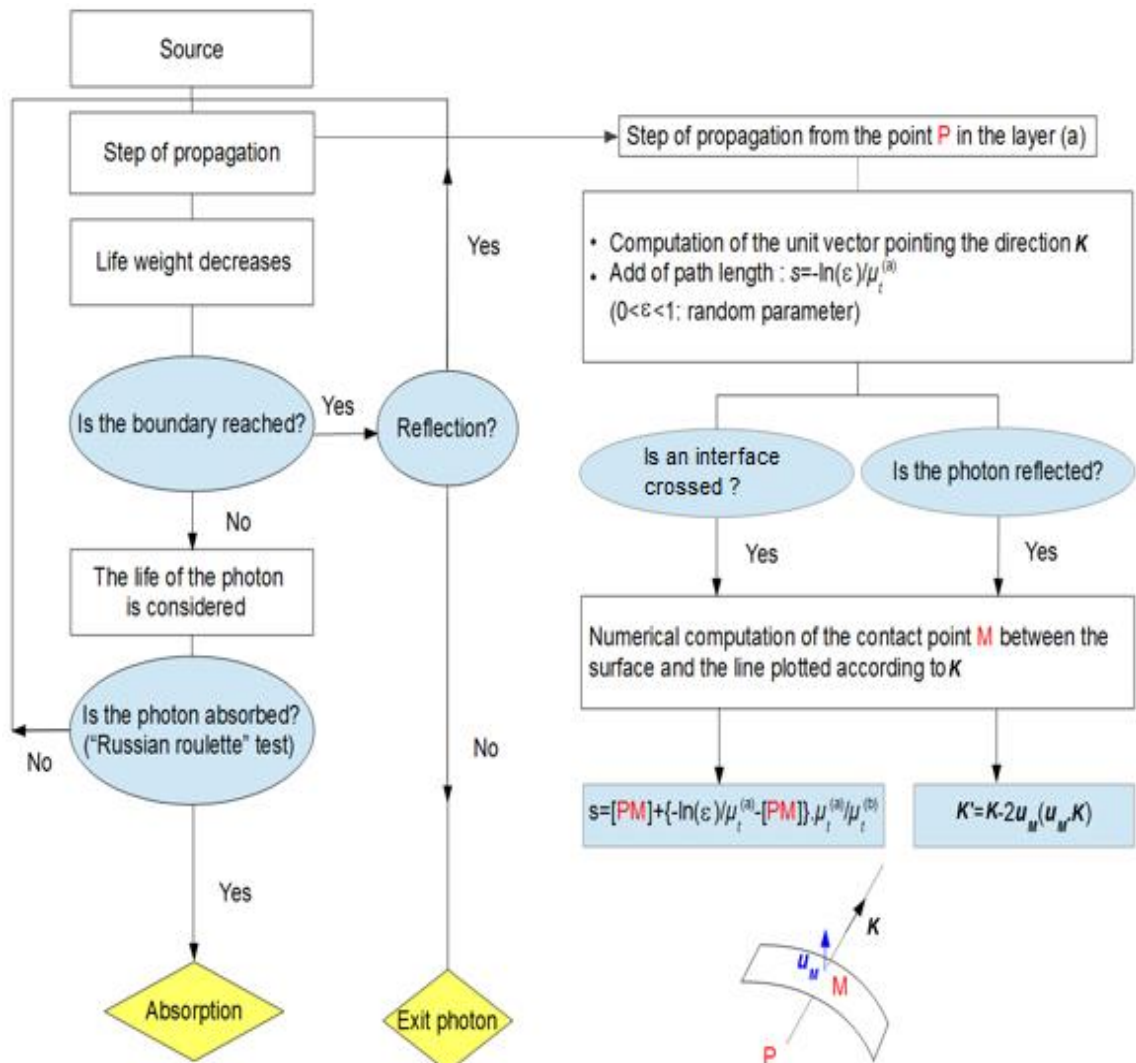 Source
Step of propagation
Life weight decreases
Is the boundary reached?
Yes
Reflection?
Yes
No
The life of the photon
is considered
Is the photon absorbed?
("Russian roulette" test)
No
No
Yes
Absorption
Exit photon
Step of propagation from the point P in the layer (a)
• Computation of the unit vector pointing the direction K
• Add of path length : s=-ln(ε)/μt(a)
(0<ε<1: random parameter)
Is an interface
crossed ?
Is the photon reflected?
Yes
Yes
Numerical computation of the contact point M between the
surface and the line plotted according to K
s=[PM]+{-ln(ε)/μt(a)-[PM]}.μt(a)/μt(b)
K'=K-2uM(uM.K)
K
uM
M
P